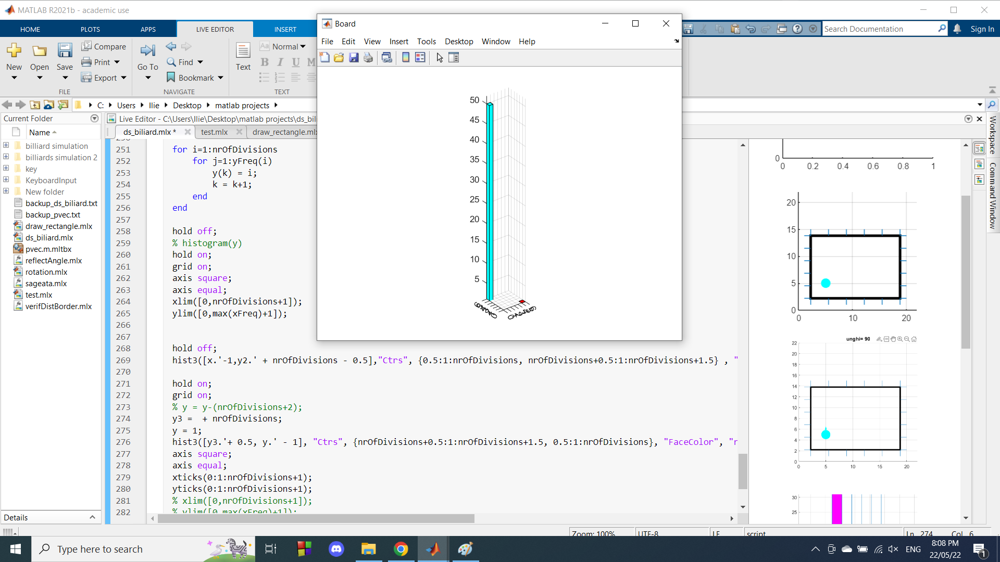 MATLAB R2021b - academic use
HOME
PLOTS
APPS
LIVE EDITOR
INSERT
Search Documentation
Sign In
New
Open
Save
Compare
Print
Export
FILE
Go To
Find
Bookmark
NAVIGATE
Text
Normal
B I U M
TEXT
C:
Users
Ilie
Desktop
matlab projects
Current Folder
Name
billiard simulation
billiards simulation 2
key
KeyboardInput
New folder
backup_ds_biliard.txt
backup_pvec.txt
draw_rectangle.mlx
ds_biliard.mlx
pvec.m.mltbx
reflectAngle.mlx
rotation.mlx
sageata.mlx
test.mlx
verifDistBorder.mlx
Details
Live Editor - C:\Users\Ilie\Desktop\matlab projects\ds_bil
ds_biliard.mlx *
test.mlx
draw_rectangle.ml
251 for i=1:nrOfDivisions
252 for j=1:yFreq(i)
253 y(k) = i;
254 k = k+1;
255 end
256 end
257
258 hold off;
259 % histogram(y)
260 hold on;
261 grid on;
262 axis square;
263 axis equal;
264 xlim([0,nrOfDivisions+1]);
265 ylim([0,max(xFreq)+1]);
266
267
268 hold off;
269 hist3([x.'-1,y2.' + nrOfDivisions - 0.5],"Ctrs", {0.5:1:nrOfDivisions, nrOfDivisions+0.5:1:nrOfDivisions+1.5} , "
270
271 hold on;
272 grid on;
273 % y = y-(nrOfDivisions+2);
274 y3 =  + nrOfDivisions;
275 y = 1;
276 hist3([y3.'+ 0.5, y.' - 1], "Ctrs", {nrOfDivisions+0.5:1:nrOfDivisions+1.5, 0.5:1:nrOfDivisions}, "FaceColor", "r
277 axis square;
278 axis equal;
279 xticks(0:1:nrOfDivisions+1);
280 yticks(0:1:nrOfDivisions+1);
281 % xlim([0,nrOfDivisions+1]);
282 % ylim([0,max(xFreq)+1]);
Board
File Edit View Insert Tools Desktop Window Help
50
45
40
35
30
25
20
15
10
5
0
0 0.2 0.4 0.6 0.8 1
20
15
10
5
0
0 10 20
unghi= 90
22
20
18
16
14
12
10
8
6
4
2
0
0 5 10 15 20
30
25
Workspace
Command Window
Zoom: 100%
UTF-8
LF
script
Ln 274
Col 6
Type here to search
ENG
8:08 PM
22/05/22
1